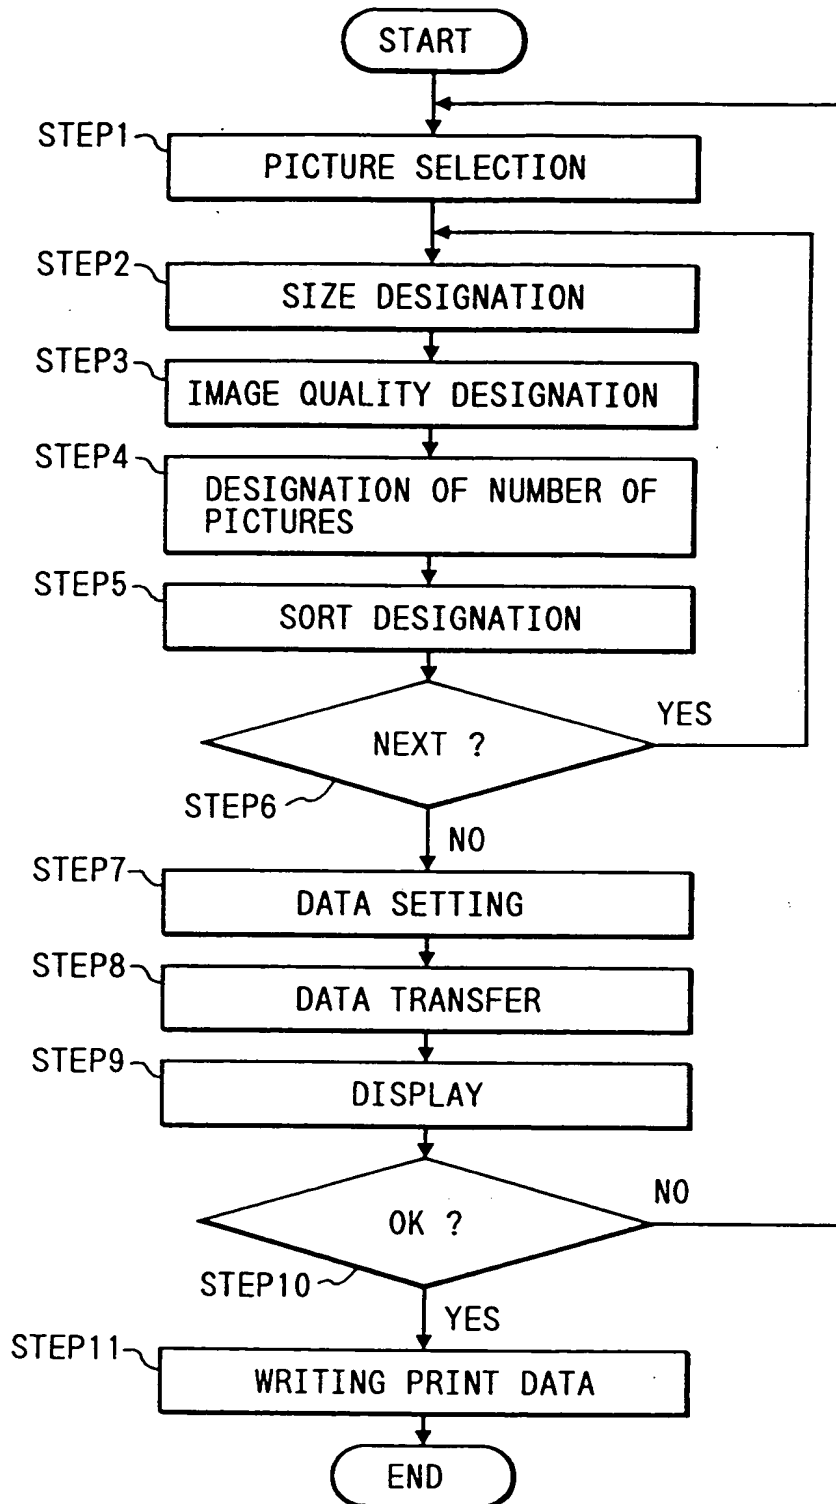 START
STEP1
PICTURE SELECTION
STEP2
SIZE DESIGNATION
STEP3
IMAGE QUALITY DESIGNATION
STEP4
DESIGNATION OF NUMBER OF
PICTURES
STEP5
SORT DESIGNATION
NEXT ?
YES
STEP6
NO
STEP7
DATA SETTING
STEP8
DATA TRANSFER
STEP9
DISPLAY
OK ?
NO
STEP10
YES
STEP11
WRITING PRINT DATA
END